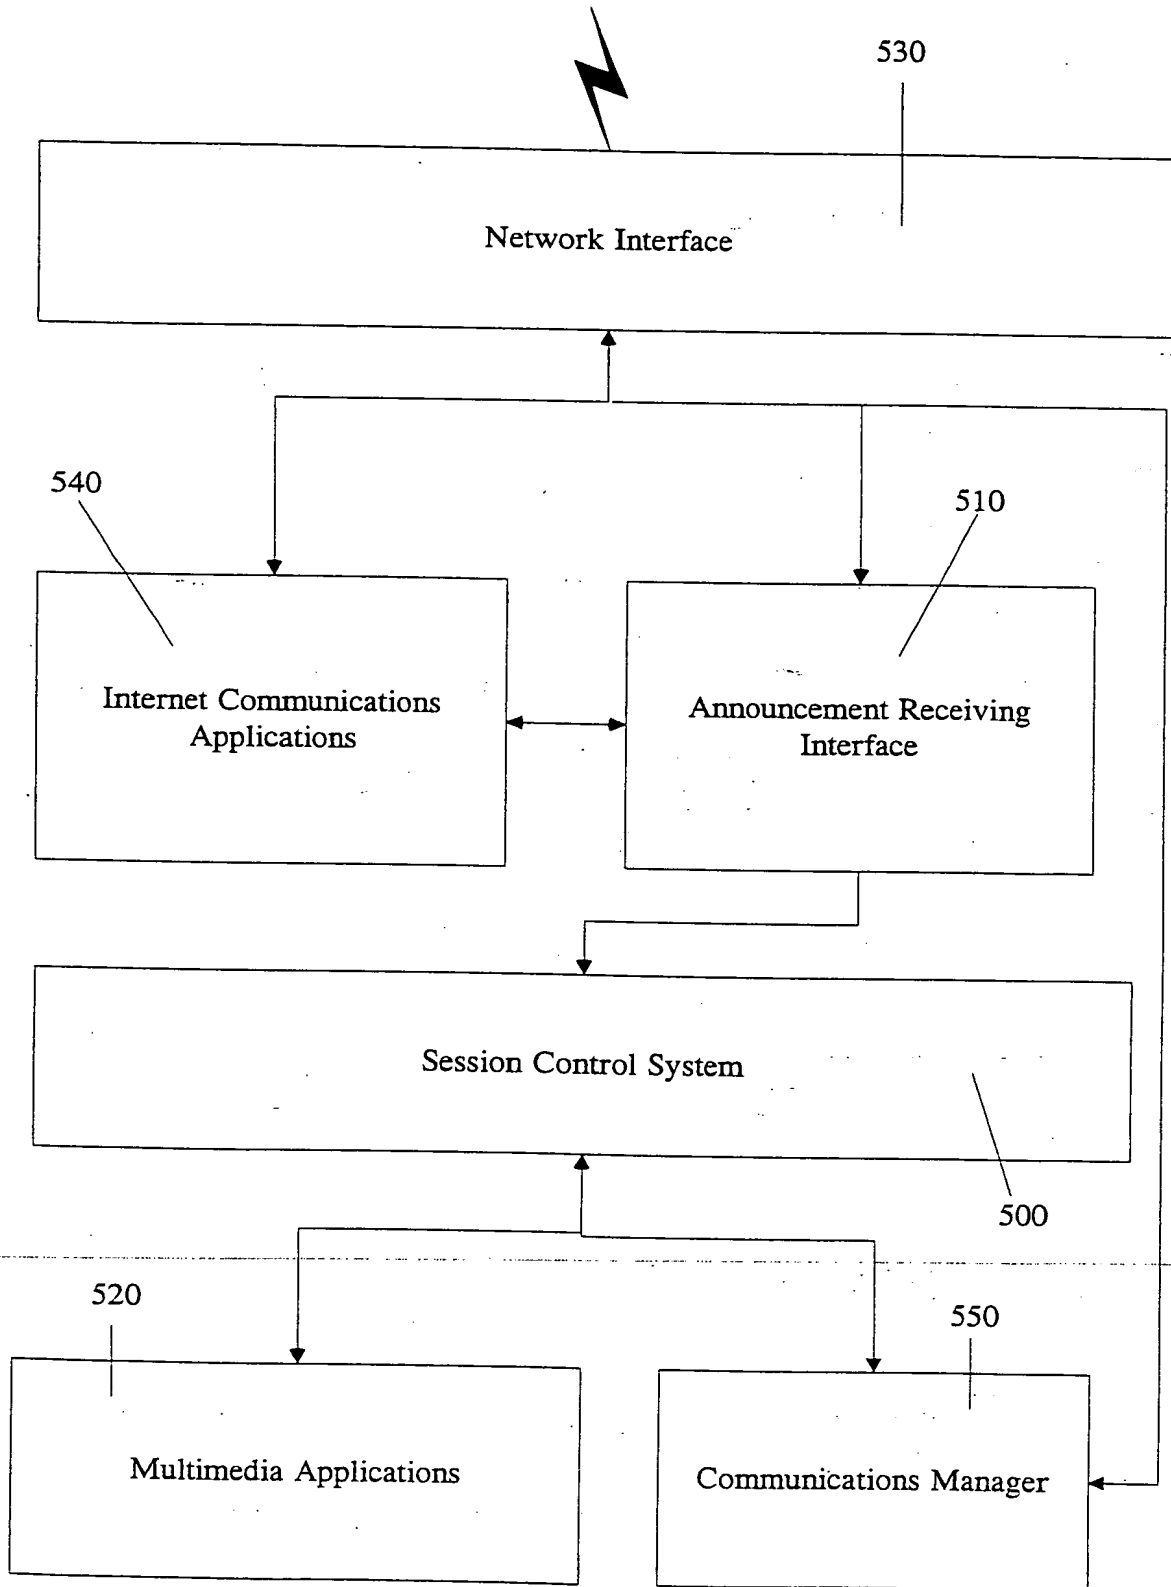 530
Network Interface
540
510
Internet Communications
Applications
Announcement Receiving
Interface
Session Control System
500
520
550
Multimedia Applications
Communications Manager